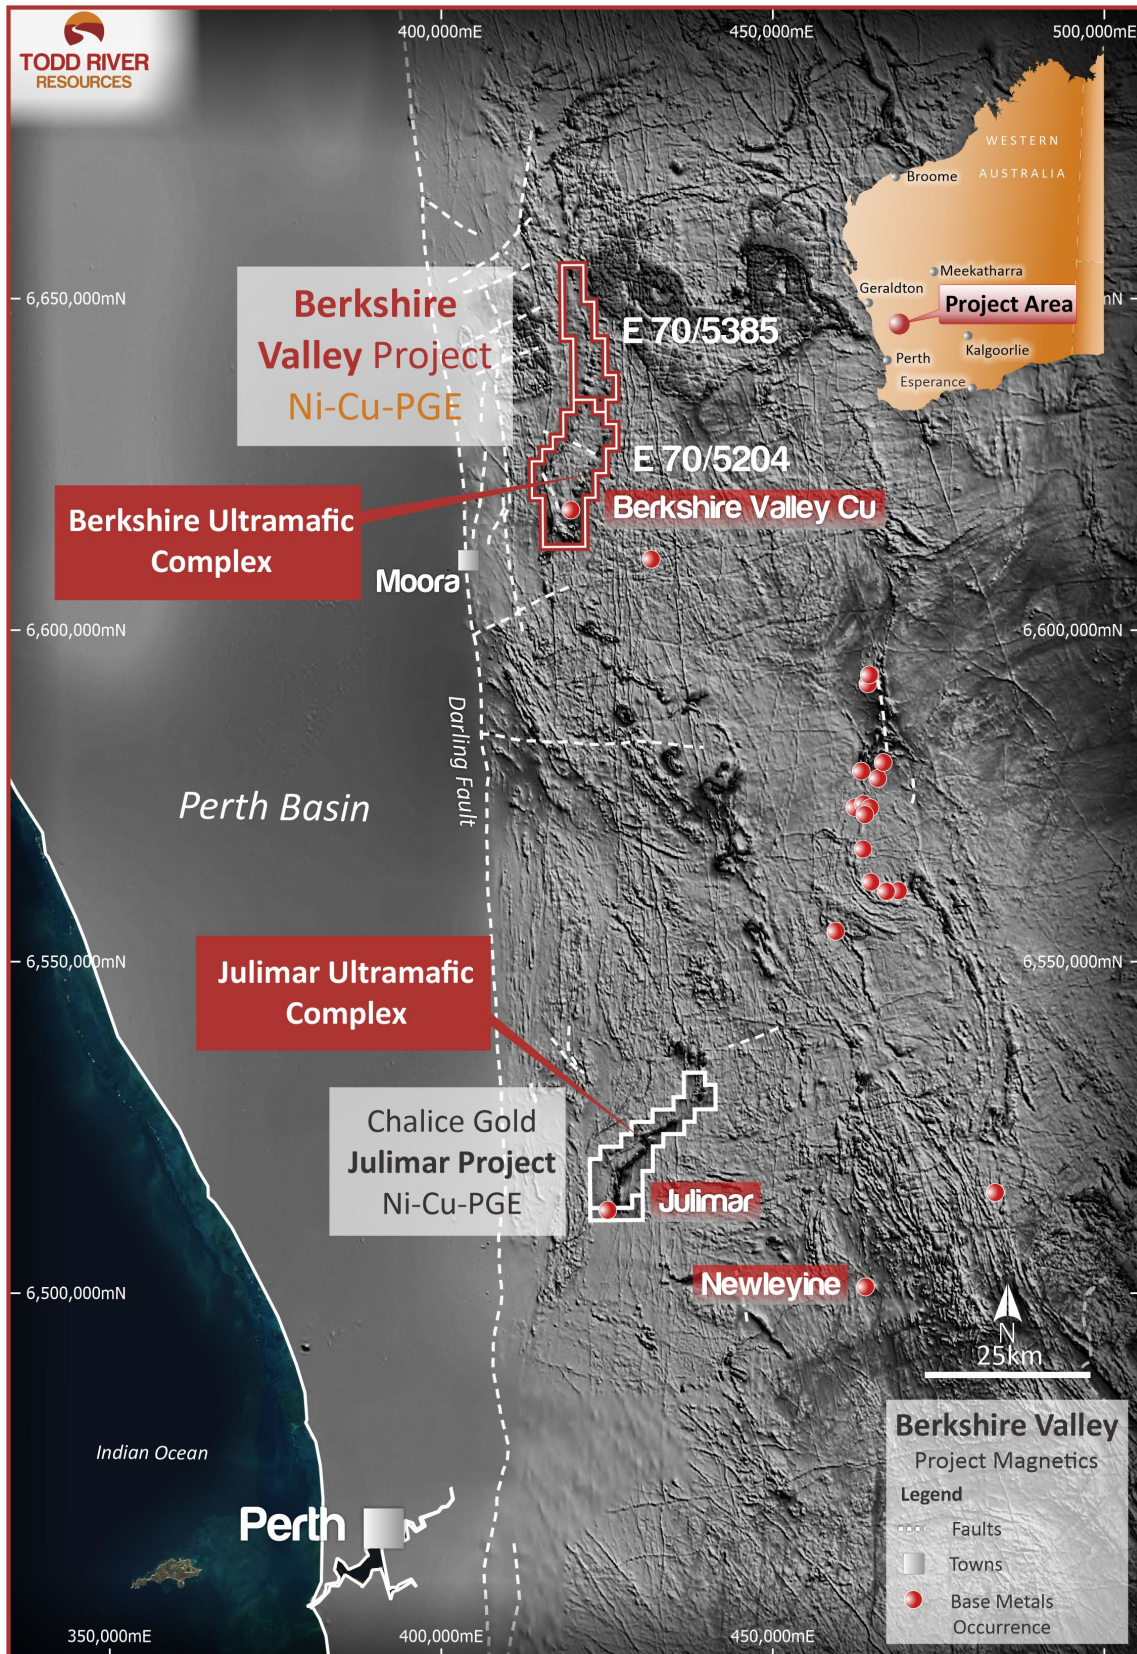 TODD RIVER
RESOURCES
400,000mE
450,000mE
500,000mE
WESTERN
AUSTRALIA
Broome
Meekatharra
Geraldton
Project Area
Kalgoorlie
Perth
Esperance
6,650,000mN
mN
Berkshire
Valley Project
Ni-Cu-PGE
E 70/5385
E 70/5204
Berkshire Valley Cu
Berkshire Ultramafic
Complex
Moora
6,600,000mN
6,600,000mN
Darling Fault
Perth Basin
Julimar Ultramafic
Complex
6,550,000mN
6,550,000mN
Chalice Gold
Julimar Project
Ni-Cu-PGE
Julimar
Newleyine
6,500,000mN
N
25km
Indian Ocean
Perth
Berkshire Valley
Project Magnetics
Legend
Faults
Towns
Base Metals
Occurrence
350,000mE
400,000mE
450,000mE